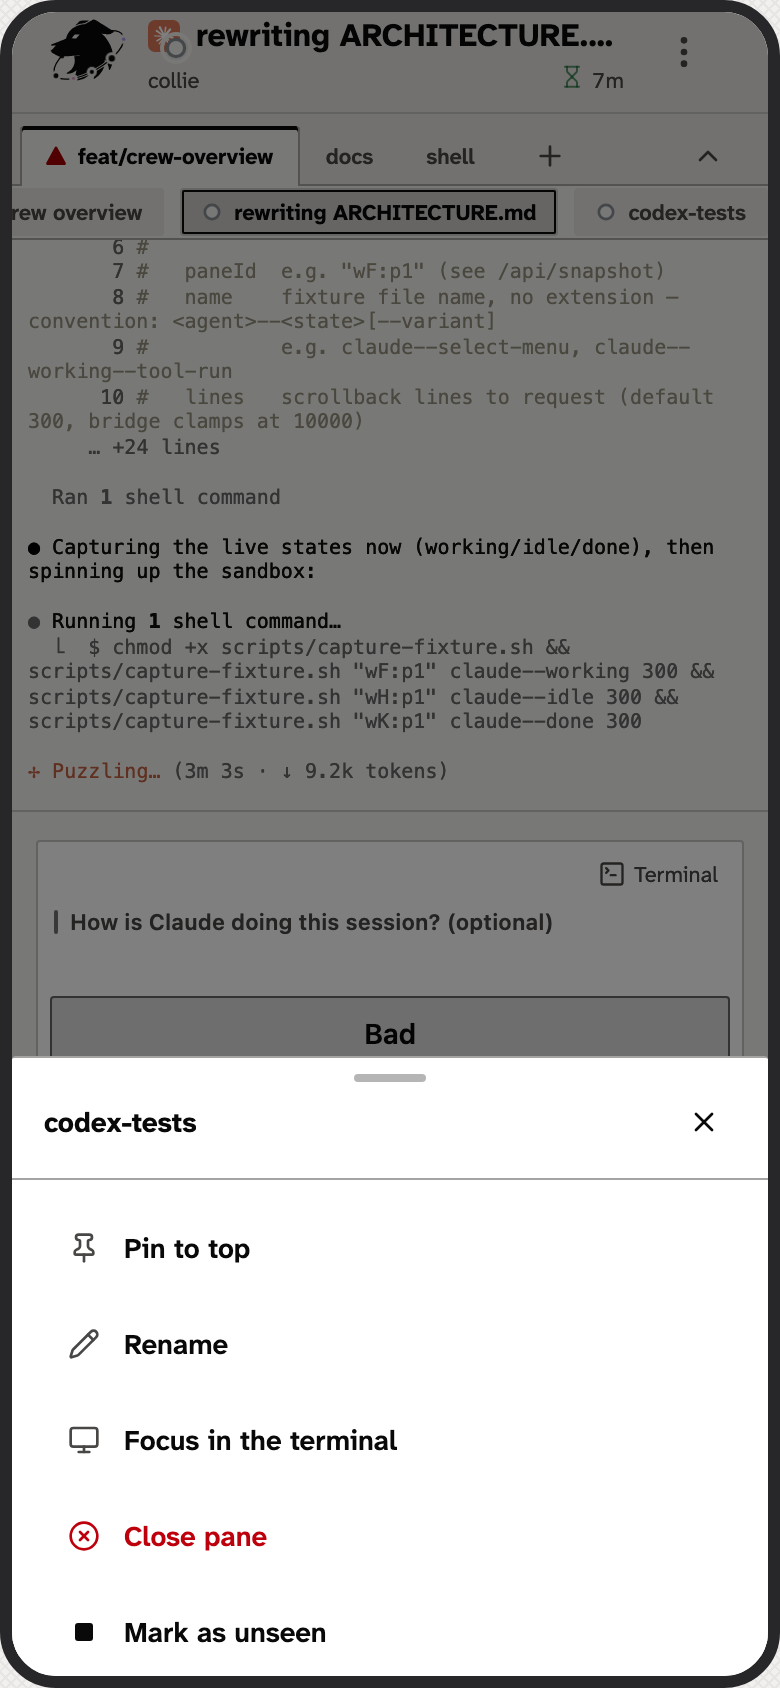 rewriting ARCHITECTURE....
collie
7m
feat/crew-overview docs shell
rew overview rewriting ARCHITECTURE.md codex-tests
6 #
7 #   paneId  e.g. "wF:p1" (see /api/snapshot)
8 #   name    fixture file name, no extension —
convention: <agent>--<state>[--variant]
9 #           e.g. claude--select-menu, claude--
working--tool-run
10 #   lines   scrollback lines to request (default
300, bridge clamps at 10000)
… +24 lines
Ran 1 shell command
● Capturing the live states now (working/idle/done), then
spinning up the sandbox:
● Running 1 shell command…
└  $ chmod +x scripts/capture-fixture.sh &&
scripts/capture-fixture.sh "wF:p1" claude--working 300 &&
scripts/capture-fixture.sh "wH:p1" claude--idle 300 &&
scripts/capture-fixture.sh "wK:p1" claude--done 300
+ Puzzling… (3m 3s · ↓ 9.2k tokens)
Terminal
How is Claude doing this session? (optional)
Bad
codex-tests
Pin to top
Rename
Focus in the terminal
Close pane
Mark as unseen